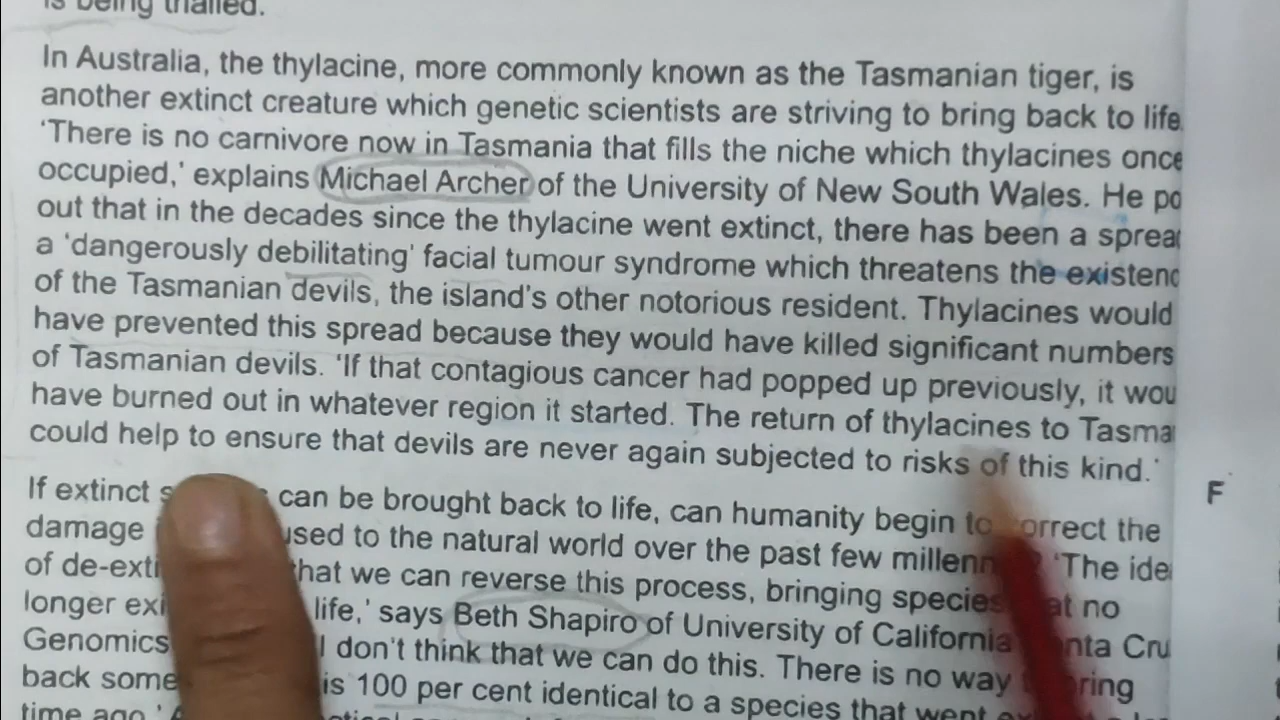 is being trialled.
In Australia, the thylacine, more commonly known as the Tasmanian tiger, is
another extinct creature which genetic scientists are striving to bring back to life.
'There is no carnivore now in Tasmania that fills the niche which thylacines once
occupied,' explains Michael Archer of the University of New South Wales. He po
out that in the decades since the thylacine went extinct, there has been a sprea
a 'dangerously debilitating' facial tumour syndrome which threatens the existenc
of the Tasmanian devils, the island's other notorious resident. Thylacines would
have prevented this spread because they would have killed significant numbers
of Tasmanian devils. 'If that contagious cancer had popped up previously, it wou
have burned out in whatever region it started. The return of thylacines to Tasma
could help to ensure that devils are never again subjected to risks of this kind.'
F
If extinct can be brought back to life, can humanity begin to correct the
damage used to the natural world over the past few millenn 'The ide
of de-exti that we can reverse this process, bringing species at no
longer exi life,' says Beth Shapiro of University of California nta Cru
Genomics I don't think that we can do this. There is no way ring
back some is 100 per cent identical to a species that went
time ago.'